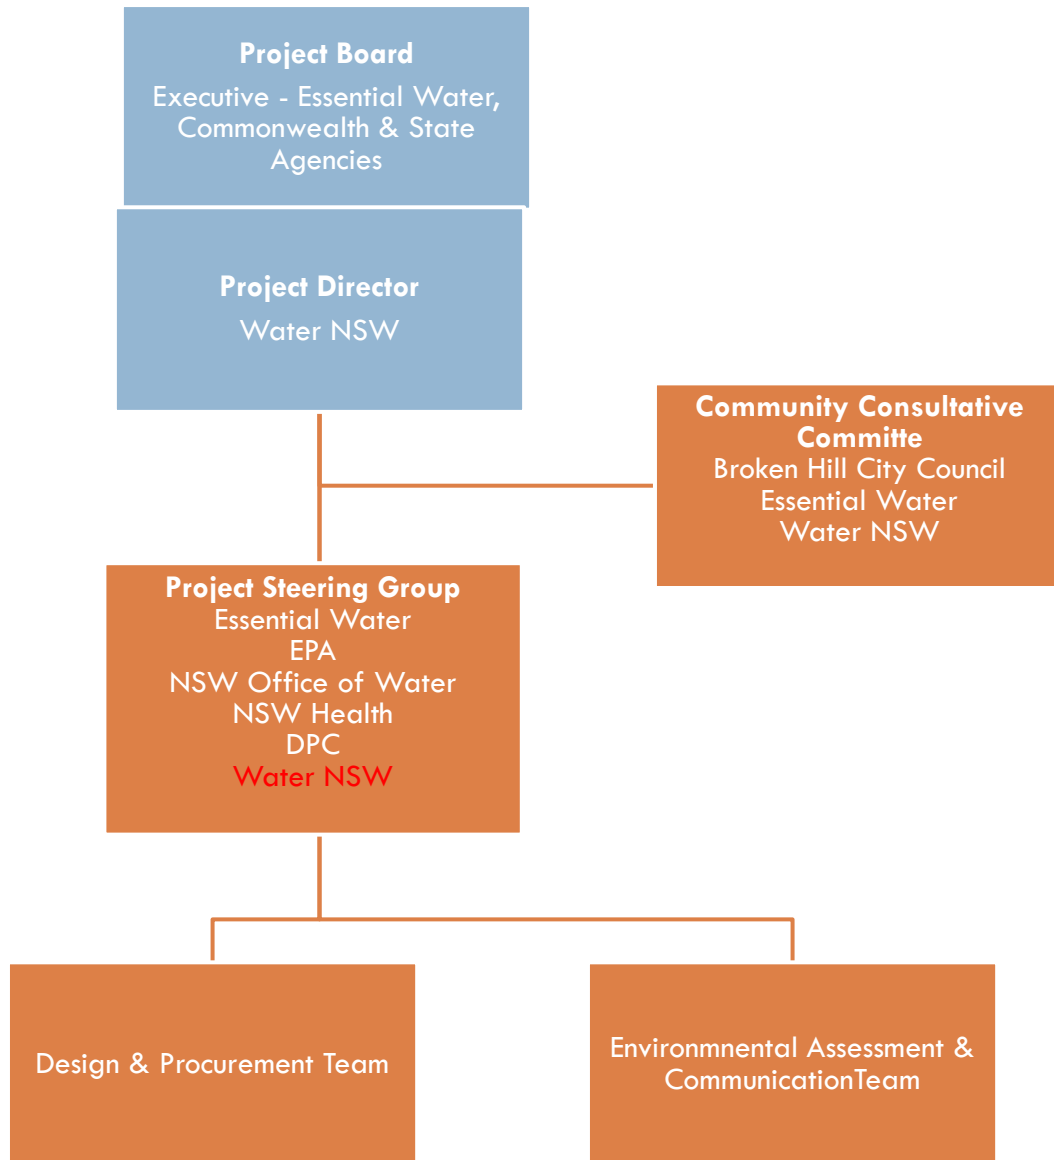 Project Board
Executive - Essential Water,
Commonwealth & State
Agencies
Project Director
Water NSW
Community Consultative
Committe
Broken Hill City Council
Essential Water
Water NSW
Project Steering Group
Essential Water
EPA
NSW Office of Water
NSW Health
DPC
Water NSW
Design & Procurement Team
Environmnental Assessment &
CommunicationTeam